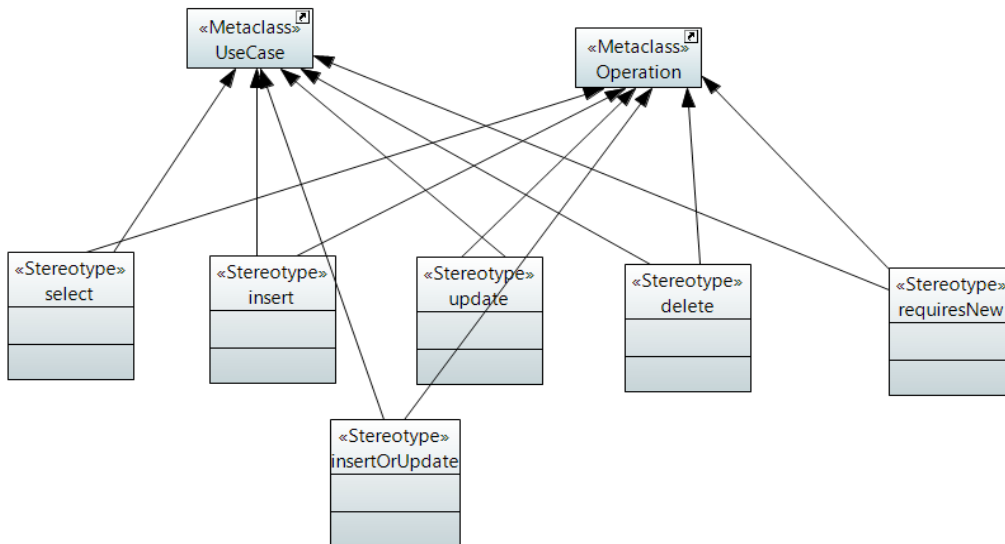 «Metaclass»
UseCase
«Metaclass»
Operation
«Stereotype»
select
«Stereotype»
insert
«Stereotype»
update
«Stereotype»
delete
«Stereotype»
requiresNew
«Stereotype»
insertOrUpdate